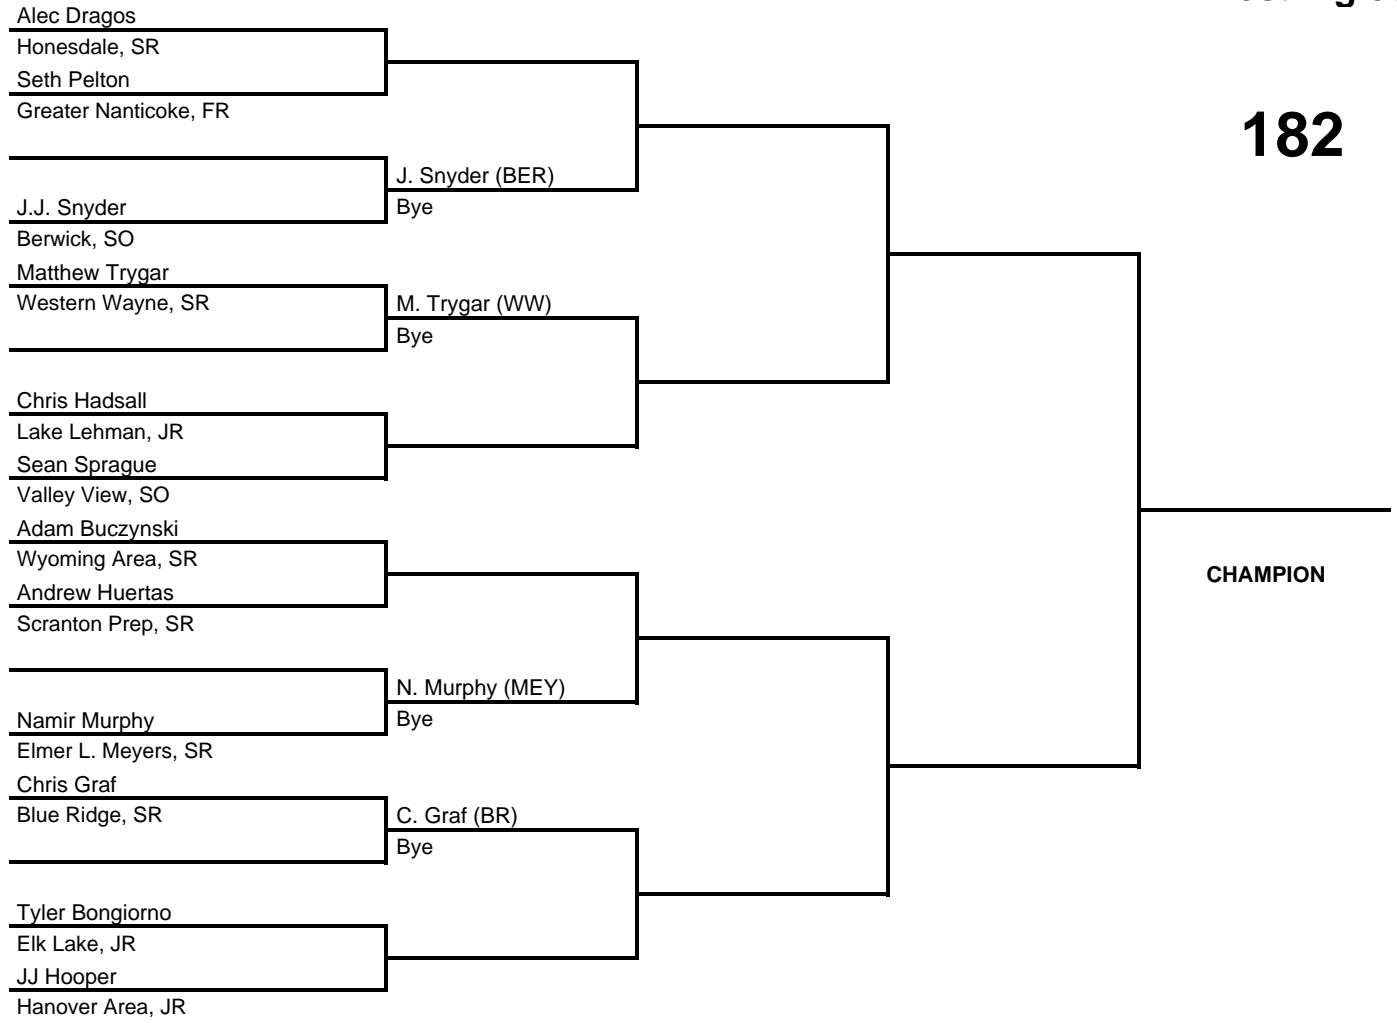 Alec Dragos
Honesdale, SR
Seth Pelton
Greater Nanticoke, FR
182
J. Snyder (BER)
J.J. Snyder
Bye
Berwick, SO
Matthew Trygar
Western Wayne, SR
M. Trygar (WW)
Bye
Chris Hadsall
Lake Lehman, JR
Sean Sprague
Valley View, SO
Adam Buczynski
Wyoming Area, SR
CHAMPION
Andrew Huertas
Scranton Prep, SR
N. Murphy (MEY)
Namir Murphy
Bye
Elmer L. Meyers, SR
Chris Graf
Blue Ridge, SR
C. Graf (BR)
Bye
Tyler Bongiorno
Elk Lake, JR
JJ Hooper
Hanover Area, JR